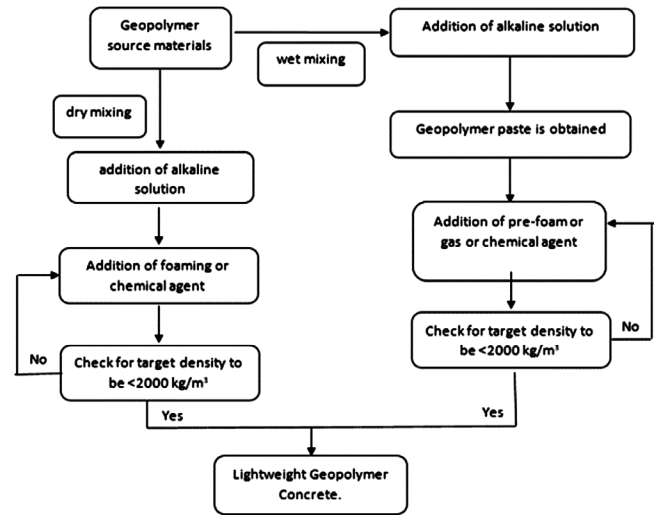 Geopolymer
source materials
wet mixing
Addition of alkaline solution
dry mixing
Geopolymer paste is obtained
addition of alkaline
solution
Addition of pre-foam or
gas or chemical agent
Addition of foaming or
chemical agent
Check for target density to
be <2000 kg/m³
No
No
Check for target density to
be <2000 kg/m³
Yes
Yes
Lightweight Geopolymer
Concrete.